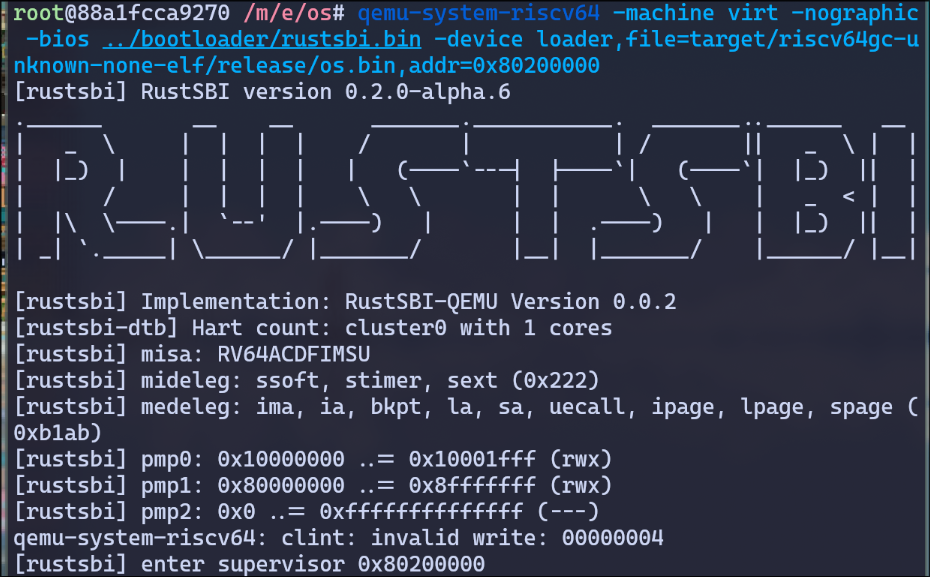 root@88a1fcca9270 /m/e/os# qemu-system-riscv64 -machine virt -nographic
-bios ../bootloader/rustsbi.bin -device loader,file=target/riscv64gc-u
nknown-none-elf/release/os.bin,addr=0x80200000
[rustsbi] RustSBI version 0.2.0-alpha.6
RUSTSBI
[rustsbi] Implementation: RustSBI-QEMU Version 0.0.2
[rustsbi-dtb] Hart count: cluster0 with 1 cores
[rustsbi] misa: RV64ACDFIMSU
[rustsbi] mideleg: ssoft, stimer, sext (0x222)
[rustsbi] medeleg: ima, ia, bkpt, la, sa, uecall, ipage, lpage, spage (
0xb1ab)
[rustsbi] pmp0: 0x10000000 ..= 0x10001fff (rwx)
[rustsbi] pmp1: 0x80000000 ..= 0x8fffffff (rwx)
[rustsbi] pmp2: 0x0 ..= 0xffffffffffffff (---)
qemu-system-riscv64: clint: invalid write: 00000004
[rustsbi] enter supervisor 0x80200000